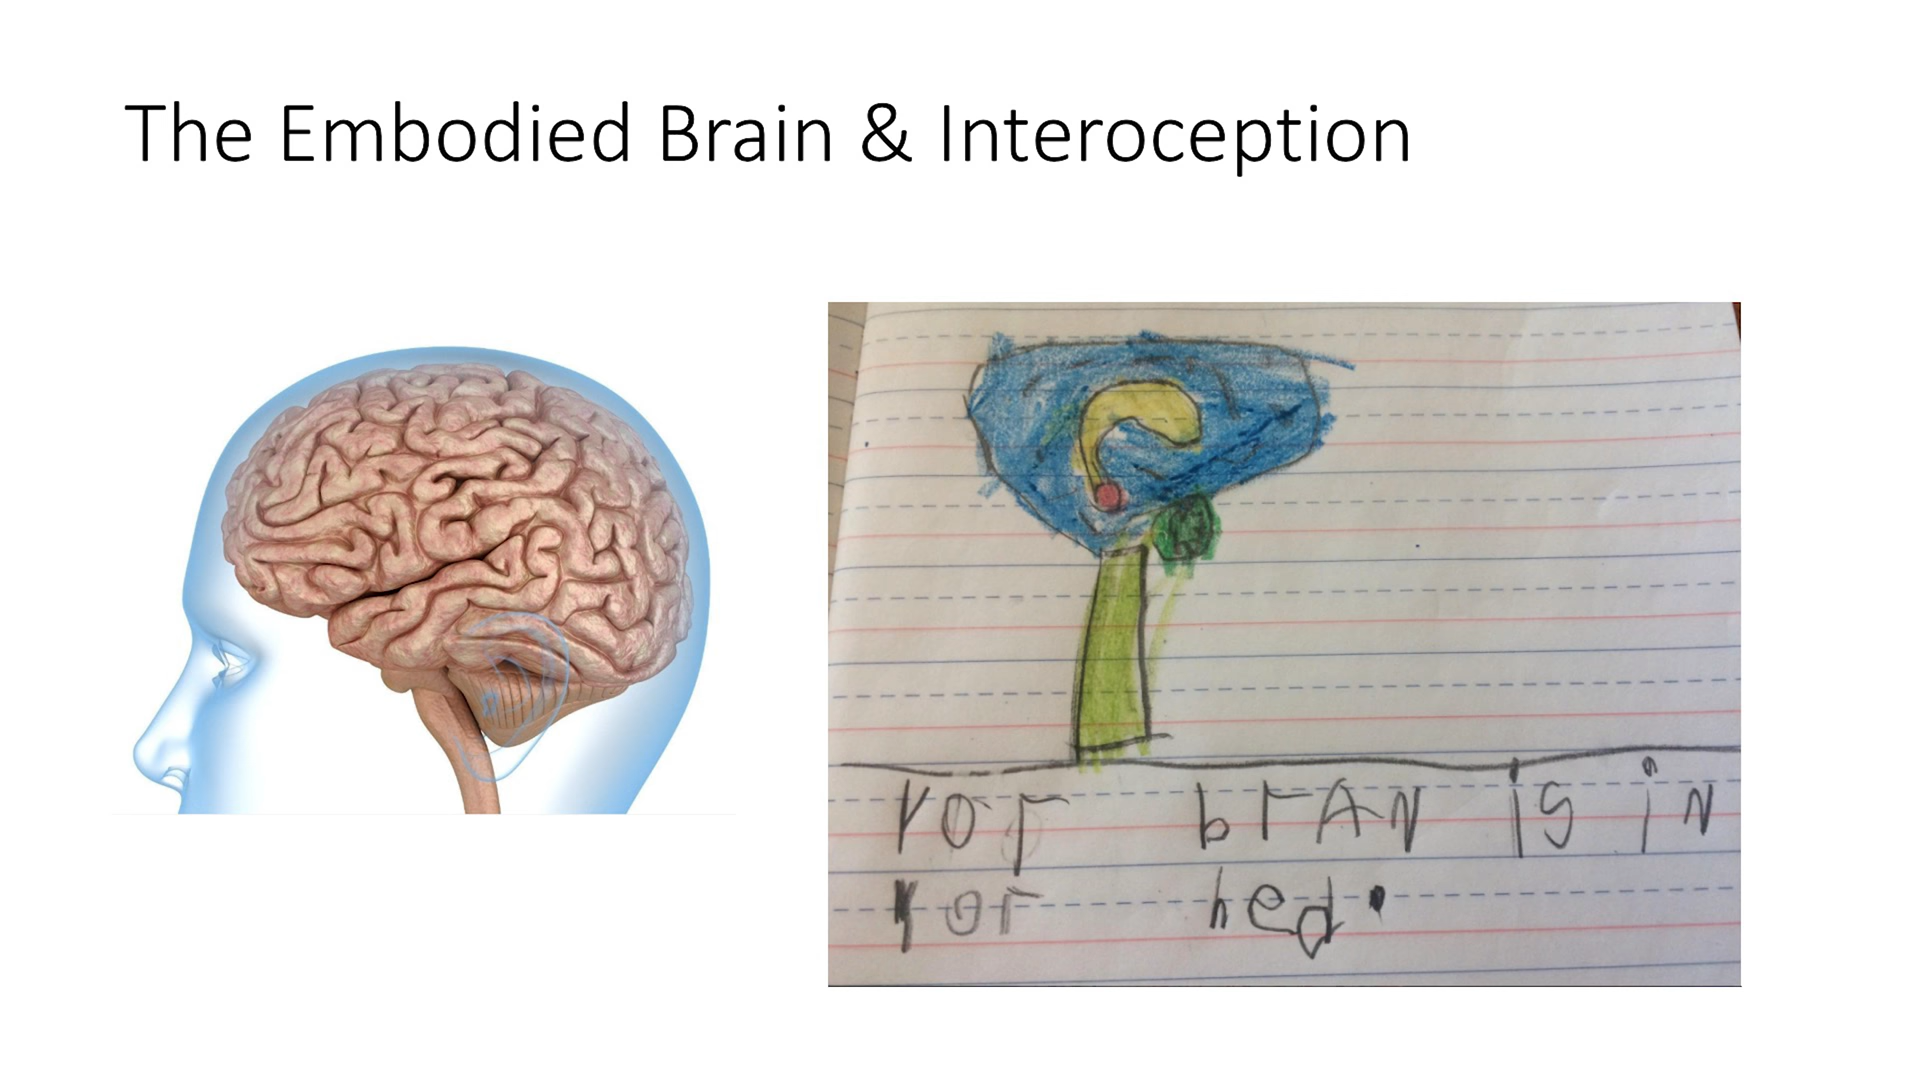 The Embodied Brain & Interoception
Yor brAN is iN
Yor hed.